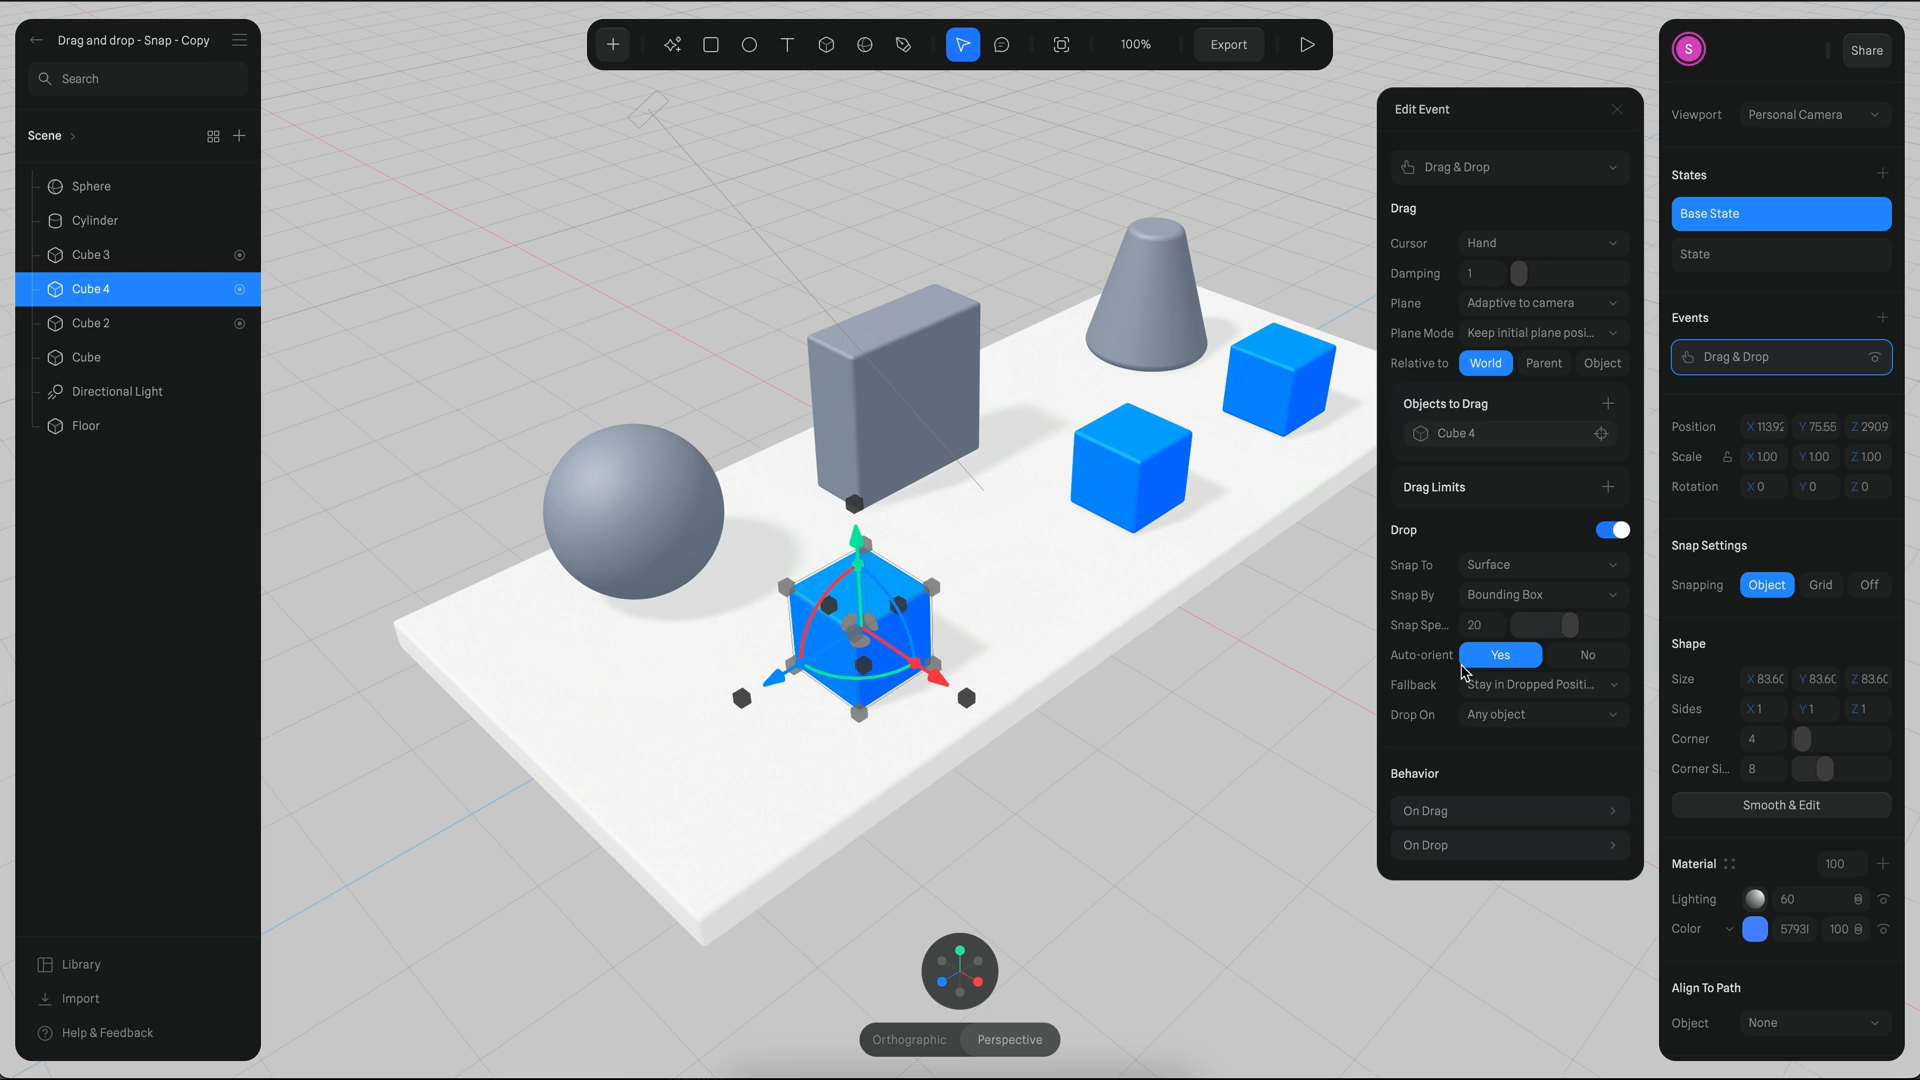 Drag and drop - Snap - Copy
Search
Scene
Sphere
Cylinder
Cube 3
Cube 4
Cube 2
Cube
Directional Light
Floor
Library
Import
Help & Feedback
100%
Export
Orthographic
Perspective
Edit Event
Drag & Drop
Drag
Cursor Hand
Damping 1
Plane Adaptive to camera
Plane Mode Keep initial plane posi...
Relative to World Parent Object
Objects to Drag
Cube 4
Drag Limits
Drop
Snap To Surface
Snap By Bounding Box
Snap Spe... 20
Auto-orient Yes No
Fallback Stay in Dropped Positi...
Drop On Any object
Behavior
On Drag
On Drop
S
Share
Viewport Personal Camera
States
Base State
State
Events
Drag & Drop
Position X 113.92 Y 75.55 Z 290.9
Scale X 1.00 Y 1.00 Z 1.00
Rotation X 0 Y 0 Z 0
Snap Settings
Snapping Object Grid Off
Shape
Size X 83.60 Y 83.60 Z 83.60
Sides X 1 Y 1 Z 1
Corner 4
Corner Si... 8
Smooth & Edit
Material 100
Lighting 60
Color 5793 100
Align To Path
Object None